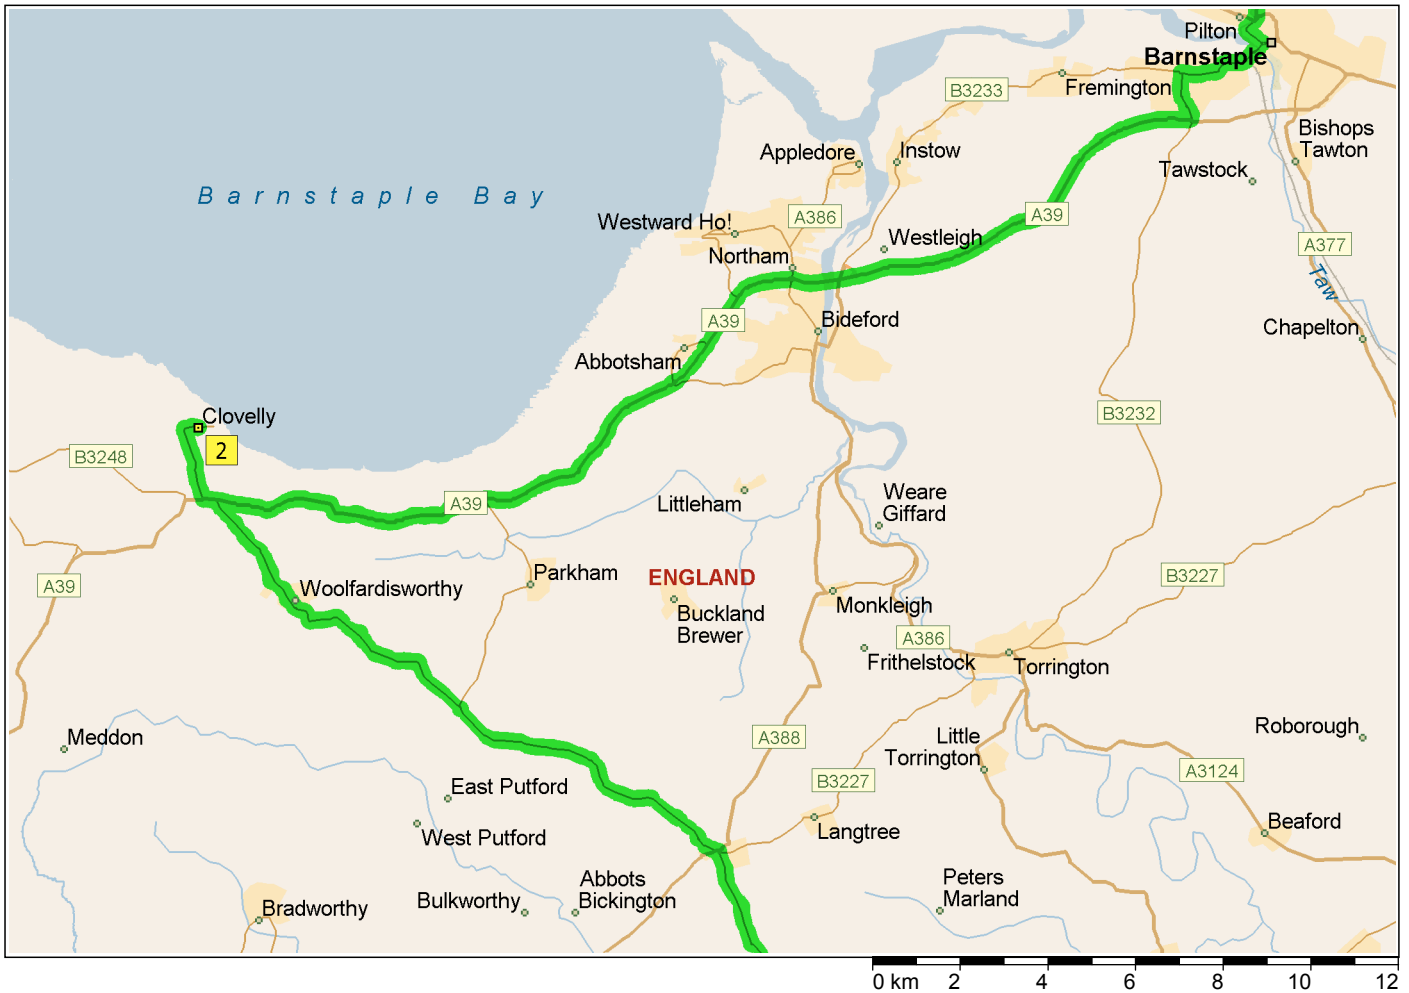 Pilton
Barnstaple
B3233
Fremington
Bishops
Tawton
Appledore
Instow
Tawstock
Barnstaple Bay
A386
A39
Westward Ho!
Westleigh
A377
Northam
Taw
A39
Bideford
Chapelton
Abbotsham
B3232
Clovelly
2
B3248
A39
Littleham
Weare
Giffard
A39
Woolfardisworthy
Parkham
ENGLAND
Buckland
Brewer
Monkleigh
B3227
A386
Frithelstock
Torrington
Meddon
A388
Little
Torrington
Roborough
East Putford
B3227
A3124
West Putford
Langtree
Beaford
Bradworthy
Bulkworthy
Abbots
Bickington
Peters
Marland
0 km 2 4 6 8 10 12